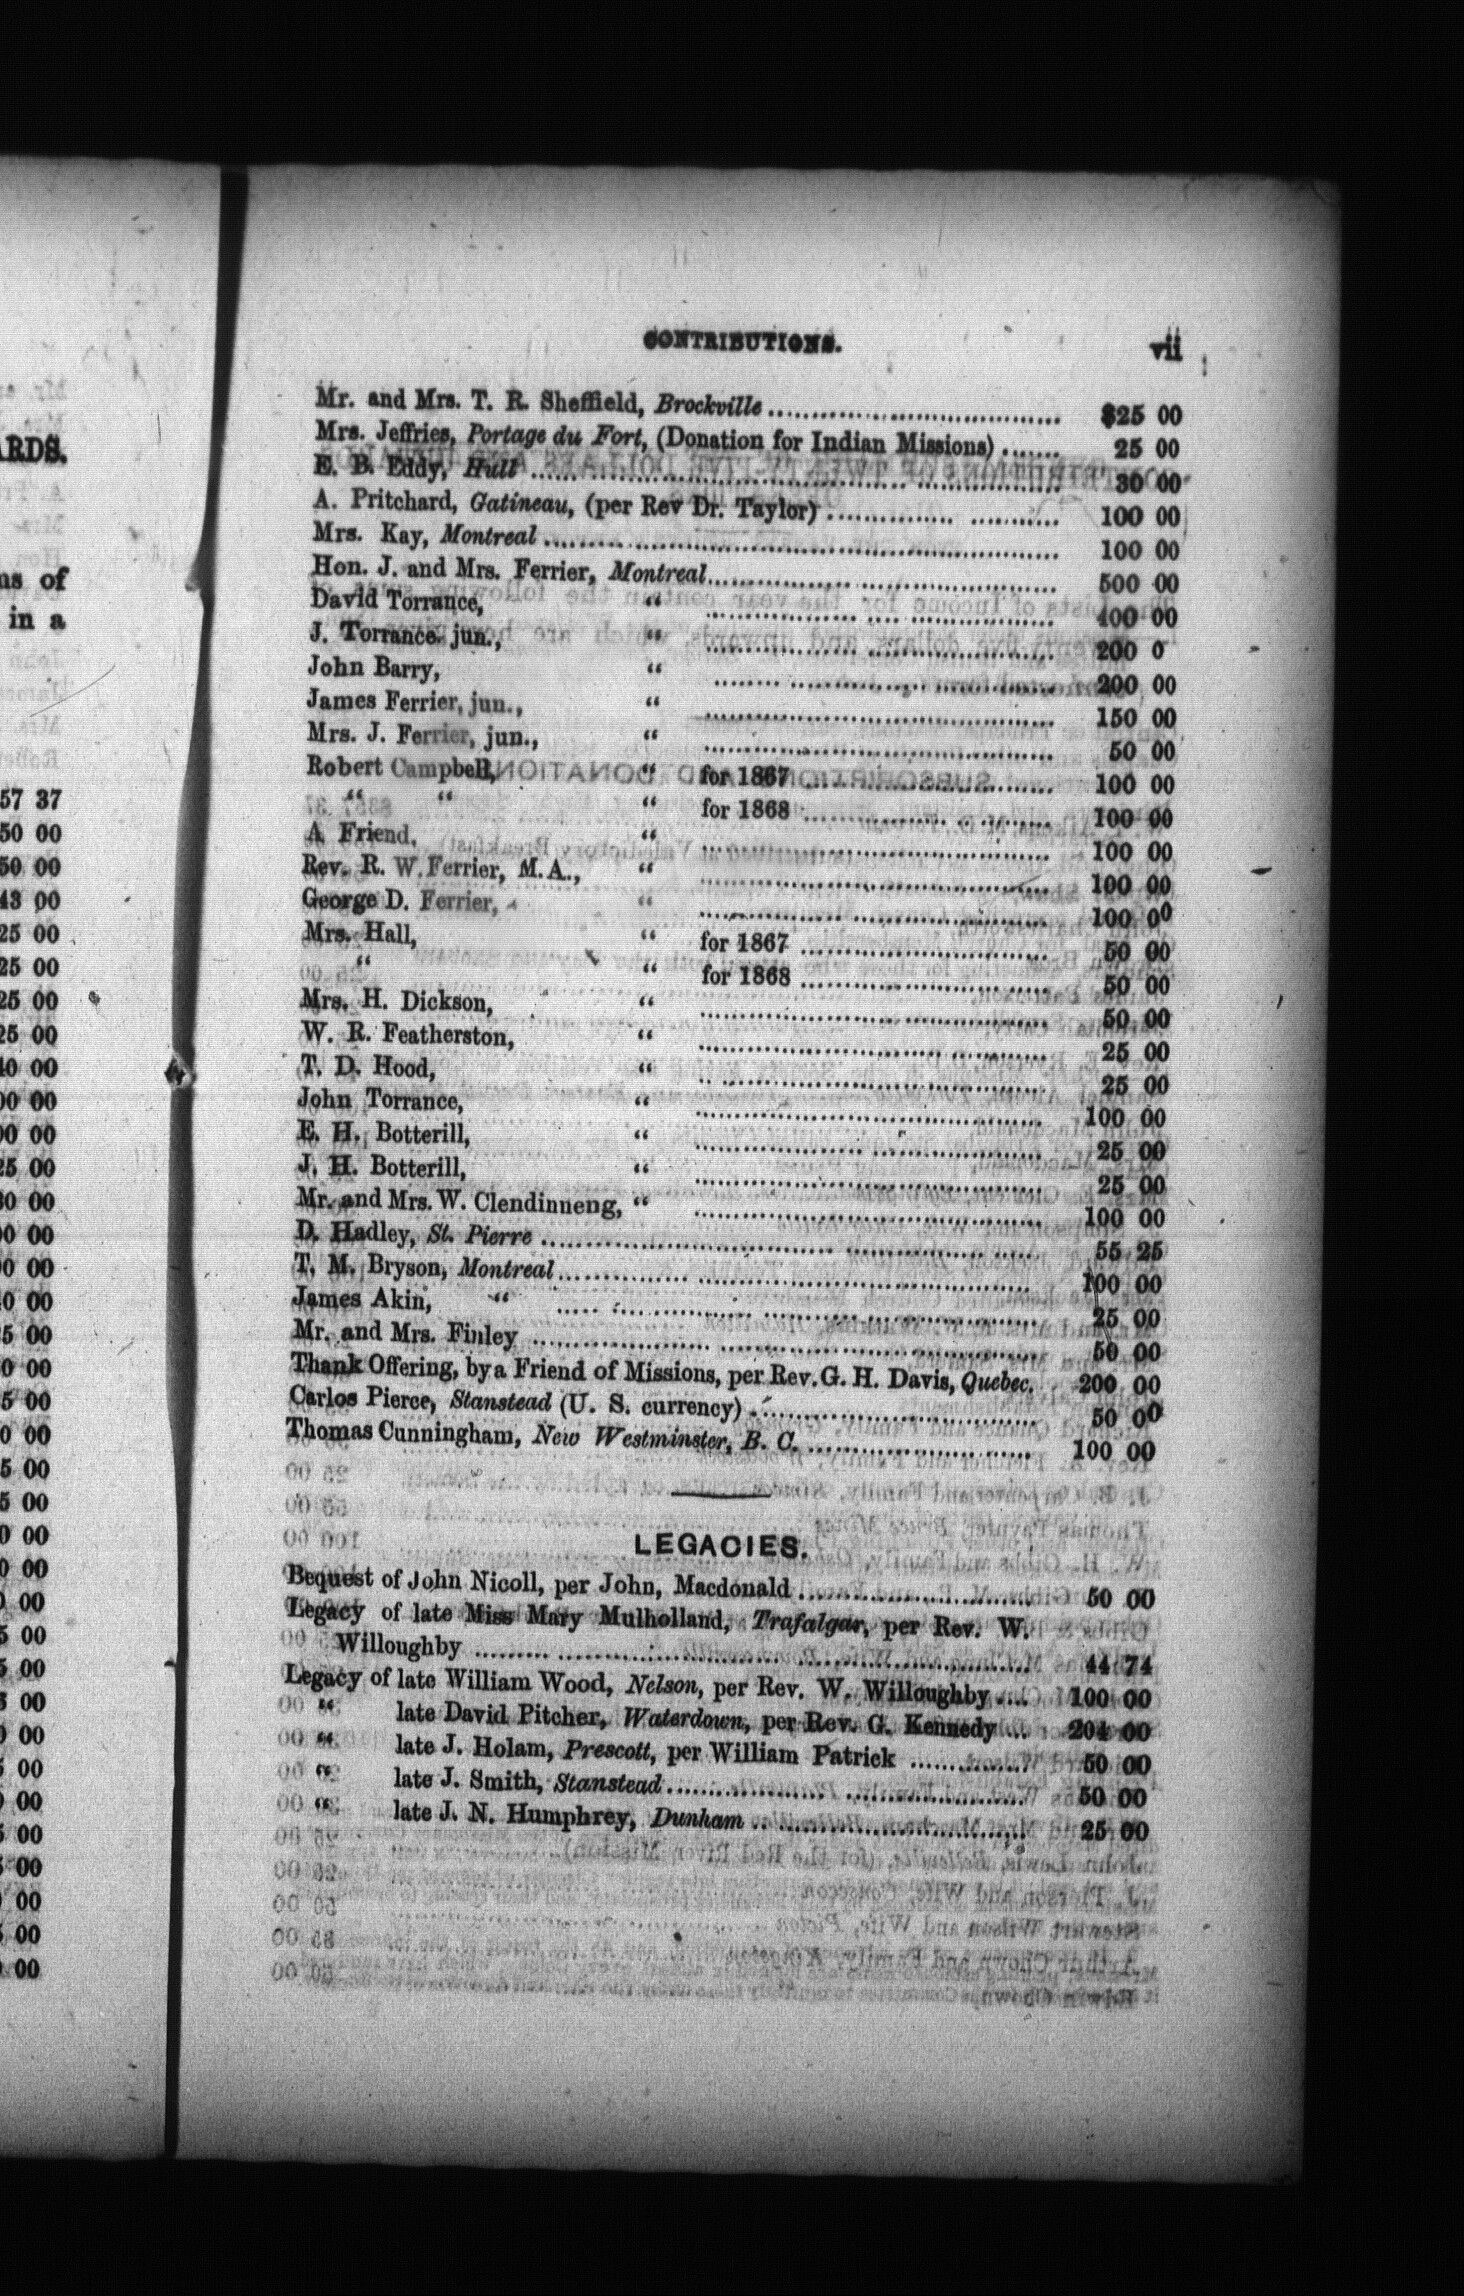 CONTRIBUTIONS. vii
Mr. and Mrs. T. R. Sheffield, Brockville ........ $25 00
Mrs. Jeffries, Portage du Fort, (Donation for Indian Missions) ........ 25 00
E. B. Eddy, Hull ........ 30 00
A. Pritchard, Gatineau, (per Rev Dr. Taylor) ........ 100 00
Mrs. Kay, Montreal ........ 100 00
Hon. J. and Mrs. Ferrier, Montreal ........ 500 00
David Torrance, “ ........ 400 00
J. Torrance. jun., “ ........ 200 0
John Barry, “ ........ 200 00
James Ferrier, jun., “ ........ 150 00
Mrs. J. Ferrier, jun., “ ........ 50 00
Robert Campbell, “ for 1867 ........ 100 00
“ “ “ for 1868 ........ 100 00
A Friend, “ ........ 100 00
Rev. R. W. Ferrier, M.A., “ ........ 100 00
George D. Ferrier, “ ........ 100 00
Mrs. Hall, “ for 1867 ........ 50 00
“ “ for 1868 ........ 50 00
Mrs. H. Dickson, “ ........ 50 00
W. R. Featherston, “ ........ 25 00
T. D. Hood, “ ........ 25 00
John Torrance, “ ........ 100 00
E. H. Botterill, “ ........ 25 00
J. H. Botterill, “ ........ 25 00
Mr. and Mrs. W. Clendinneng, “ ........ 100 00
D. Hadley, St. Pierre ........ 55 25
T. M. Bryson, Montreal ........ 100 00
James Akin, “ ........ 25 00
Mr. and Mrs. Finley ........ 50 00
Thank Offering, by a Friend of Missions, per Rev. G. H. Davis, Quebec. 200 00
Carlos Pierce, Stanstead (U. S. currency) ........ 50 00
Thomas Cunningham, New Westminster, B. C. ........ 100 00
LEGACIES.
Bequest of John Nicoll, per John, Macdonald ........ 50 00
Legacy of late Miss Mary Mulholland, Trafalgar, per Rev. W.
Willoughby ........ 44 74
Legacy of late William Wood, Nelson, per Rev. W. Willoughby .... 100 00
“ late David Pitcher, Waterdown, per Rev. G. Kennedy ... 204 00
“ late J. Holam, Prescott, per William Patrick ........ 50 00
“ late J. Smith, Stanstead ........ 50 00
“ late J. N. Humphrey, Dunham ........ 25 00